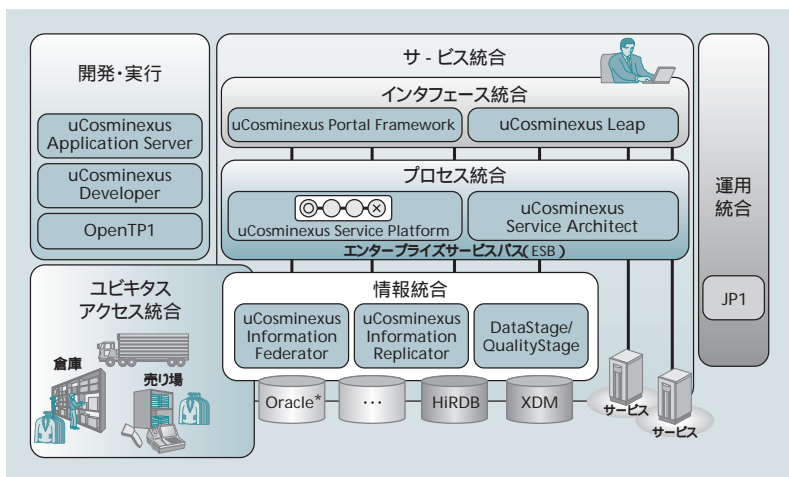 開発・実行
uCosminexus
Application Server
uCosminexus
Developer
OpenTP1
サ - ビス統合
インタフェース統合
uCosminexus Portal Framework
uCosminexus Leap
プロセス統合
uCosminexus Service Platform
uCosminexus
Service Architect
エンタープライズサービスバス(ESB)
運用
統合
JP1
ユビキタス
アクセス統合
倉庫
売り場
情報統合
uCosminexus
Information
Federator
uCosminexus
Information
Replicator
DataStage/
QualityStage
Oracle*
…
HiRDB
XDM
サービス
サービス